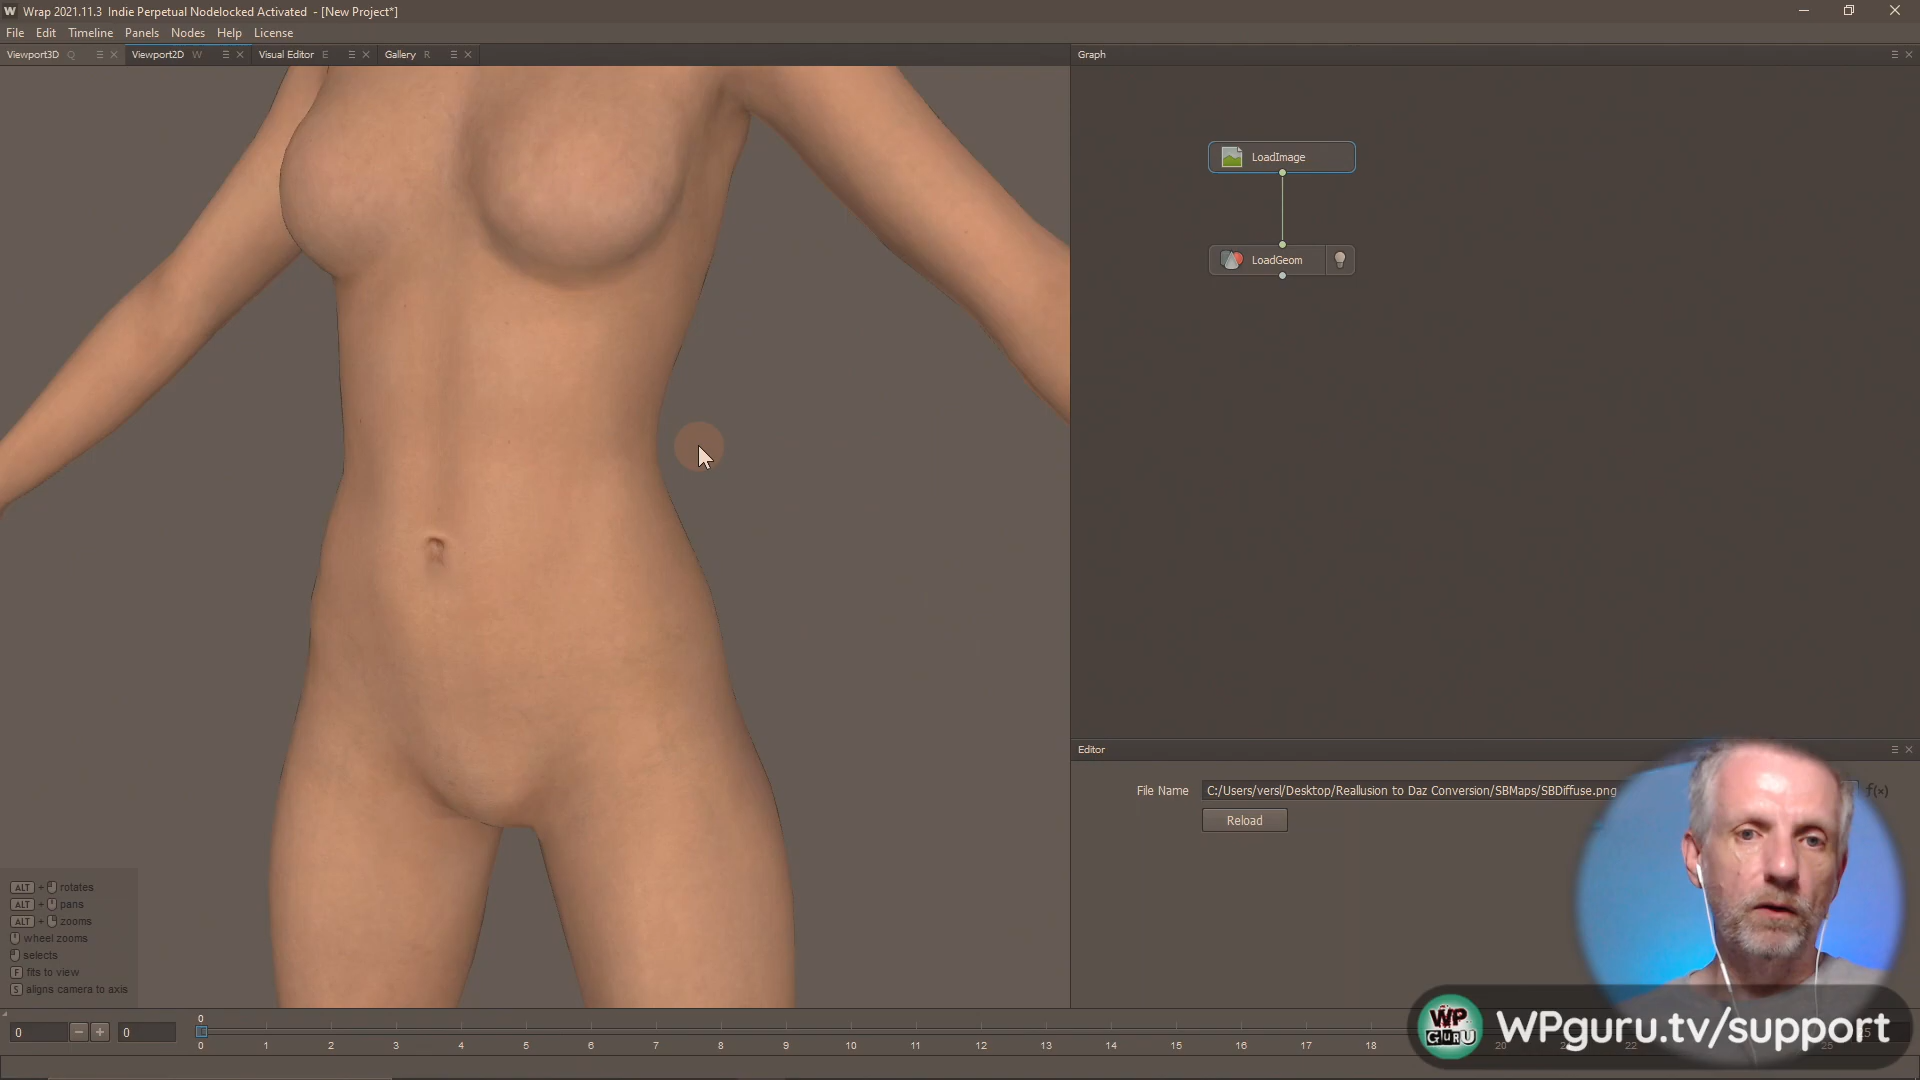 W Wrap 2021.11.3 Indie Perpetual Nodelocked Activated - [New Project*]
File Edit Timeline Panels Nodes Help License
Viewport3D Q Viewport2D W Visual Editor E Gallery R Graph
LoadImage
LoadGeom
Editor
File Name C:/Users/versl/Desktop/Reallusion to Daz Conversion/SBMaps/SBDiffuse.png f(×)
Reload
ALT + rotates
ALT + pans
ALT + zooms
wheel zooms
selects
F fits to view
S aligns camera to axis
0
0 0
0 1 2 3 4 5 6 7 8 9 10 11 12 13 14 15 16 17 18 20 22 25
WP GURU WPguru.tv/support